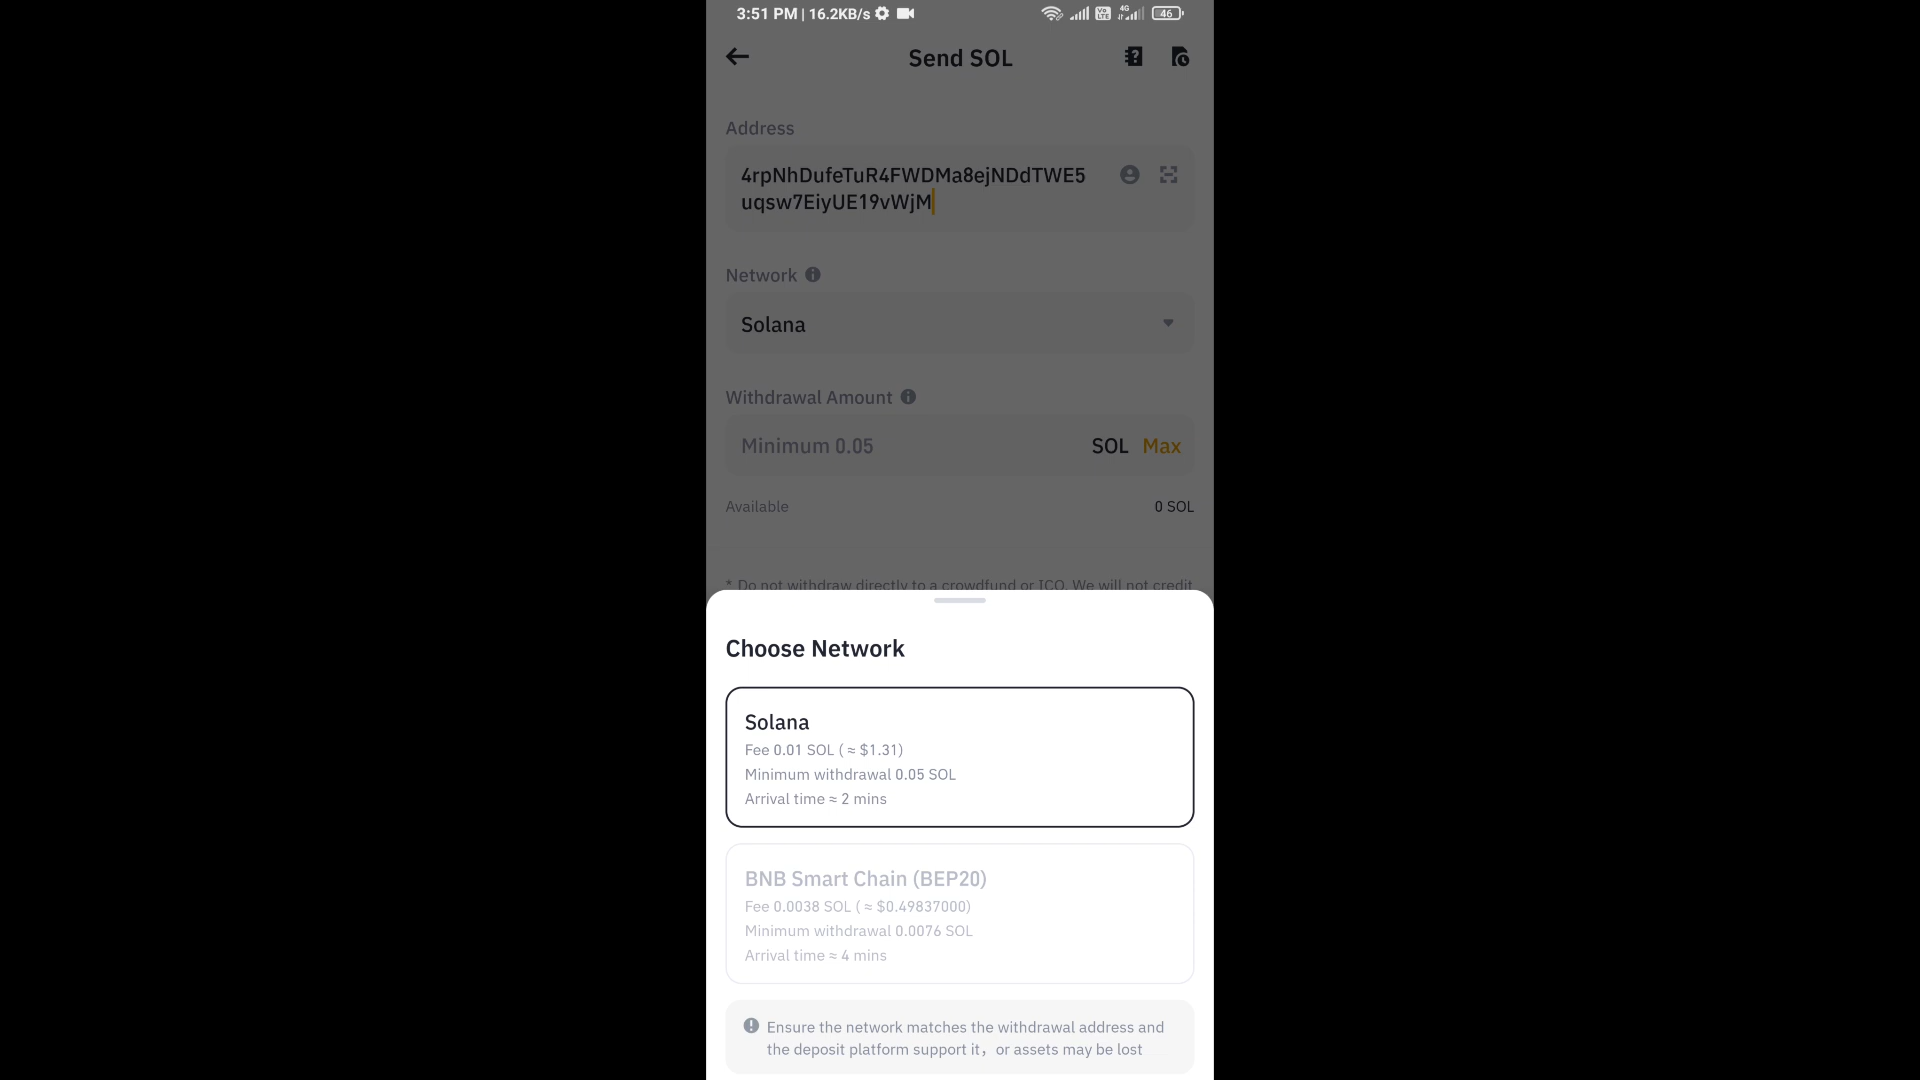 3:51 PM | 16.2KB/s
Vo LTE
4G
46
Send SOL
Address
4rpNhDufeTuR4FWDMa8ejNDdTWE5
uqsw7EiyUE19vWjM
Network
Solana
Withdrawal Amount
Minimum 0.05 SOL Max
Available 0 SOL
* Do not withdraw directly to a crowdfund or ICO. We will not credit
Choose Network
Solana
Fee 0.01 SOL ( ≈ $1.31)
Minimum withdrawal 0.05 SOL
Arrival time ≈ 2 mins
BNB Smart Chain (BEP20)
Fee 0.0038 SOL ( ≈ $0.49837000)
Minimum withdrawal 0.0076 SOL
Arrival time ≈ 4 mins
Ensure the network matches the withdrawal address and
the deposit platform support it，or assets may be lost